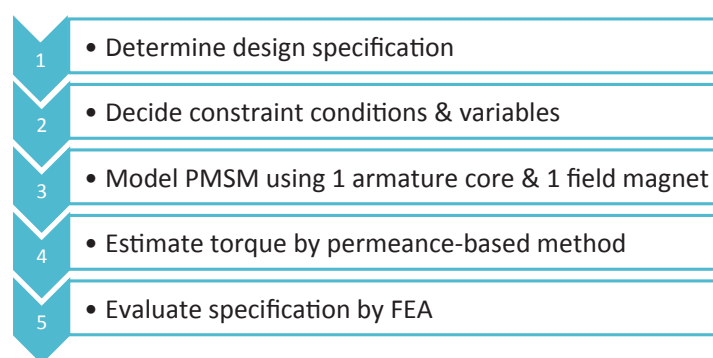 1 • Determine design specification
2 • Decide constraint conditions & variables
3 • Model PMSM using 1 armature core & 1 field magnet
4 • Estimate torque by permeance-based method
5 • Evaluate specification by FEA